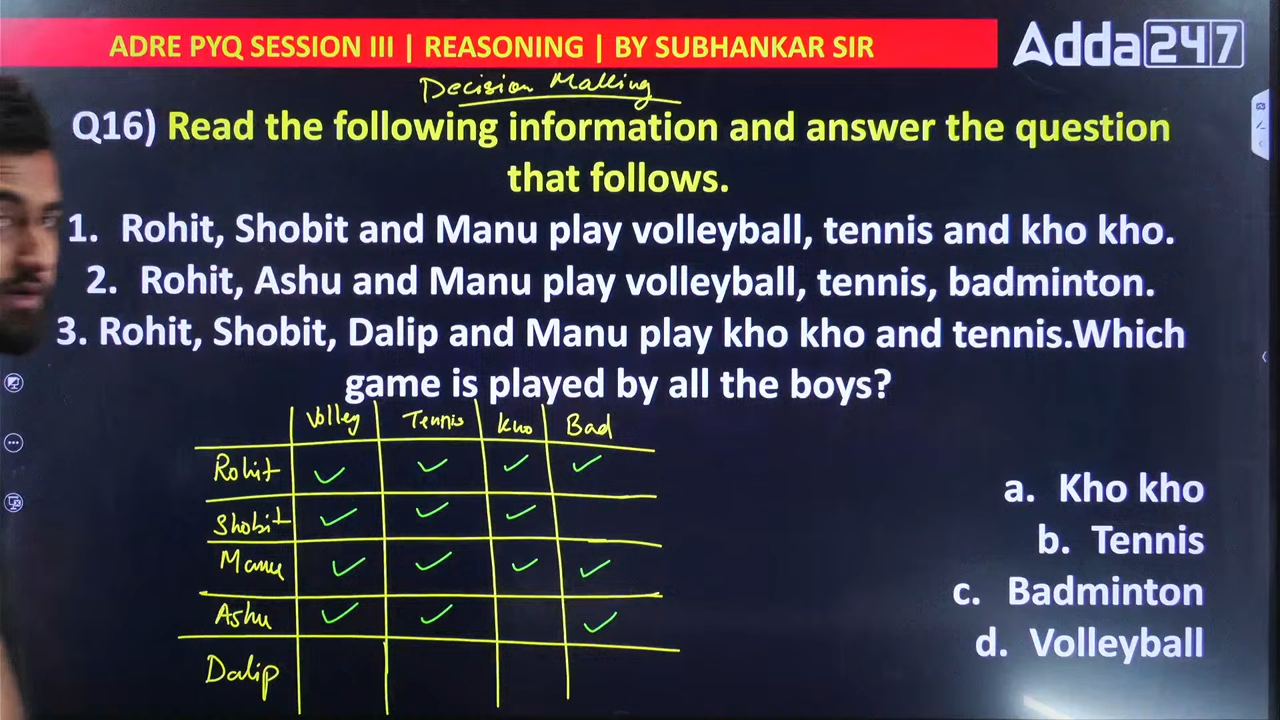 ADRE PYQ SESSION III | REASONING | BY SUBHANKAR SIR
Adda247
Decision Making
Q16) Read the following information and answer the question
that follows.
1. Rohit, Shobit and Manu play volleyball, tennis and kho kho.
2. Rohit, Ashu and Manu play volleyball, tennis, badminton.
3. Rohit, Shobit, Dalip and Manu play kho kho and tennis.Which
game is played by all the boys?
Volley Tennis Kho Bad
Rohit ✓ ✓ ✓ ✓
Shobit ✓ ✓ ✓
Manu ✓ ✓ ✓ ✓
Ashu ✓ ✓ ✓
Dalip
a. Kho kho
b. Tennis
c. Badminton
d. Volleyball